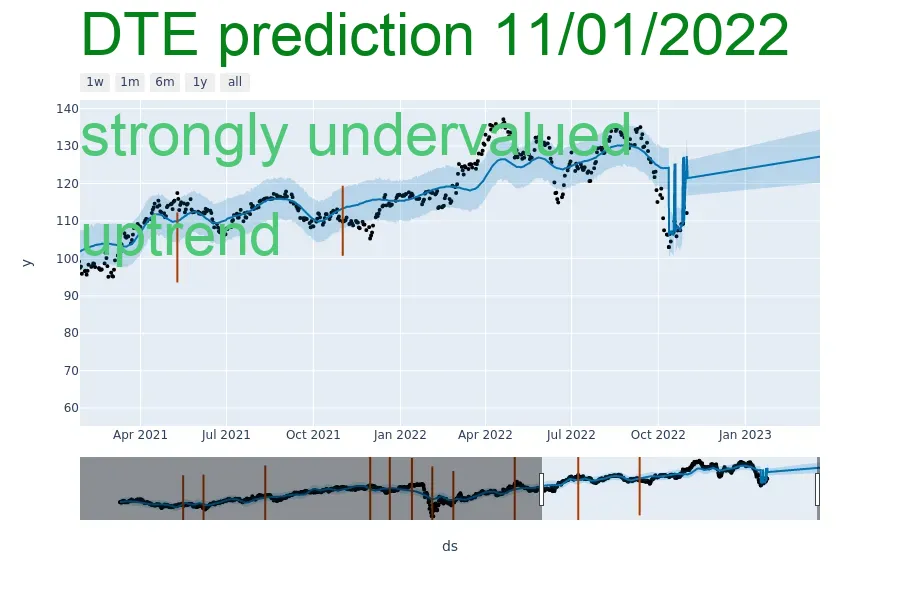 DTE prediction 11/01/2022
1w 1m 6m 1y all
strongly undervalued
uptrend
140
130
120
110
100
90
80
70
60
y
Apr 2021 Jul 2021 Oct 2021 Jan 2022 Apr 2022 Jul 2022 Oct 2022 Jan 2023
ds